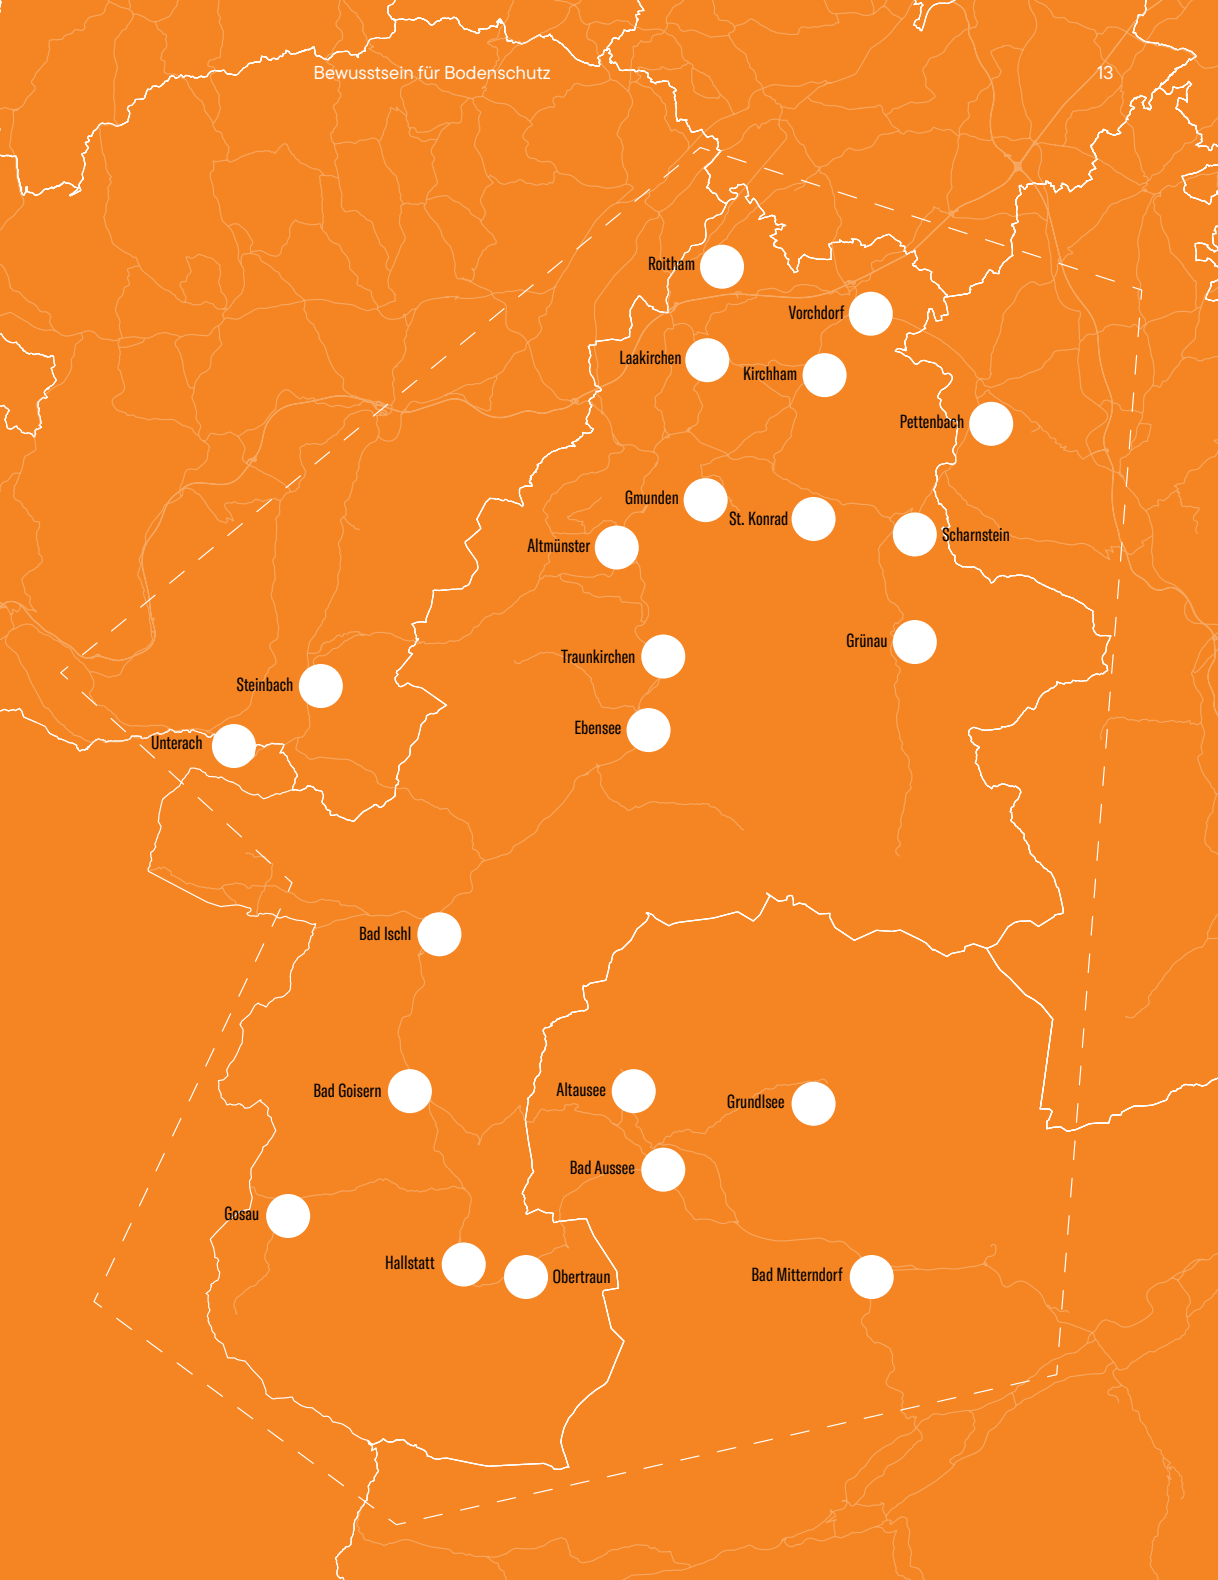 Bewusstsein für Bodenschutz
13
Roitham
Vorchdorf
Laakirchen
Kirchham
Pettenbach
Gmunden
St. Konrad
Scharnstein
Altmünster
Grünau
Traunkirchen
Steinbach
Ebensee
Unterach
Bad Ischl
Bad Goisern
Altausee
Grundlsee
Bad Aussee
Gosau
Hallstatt
Obertraun
Bad Mitterndorf